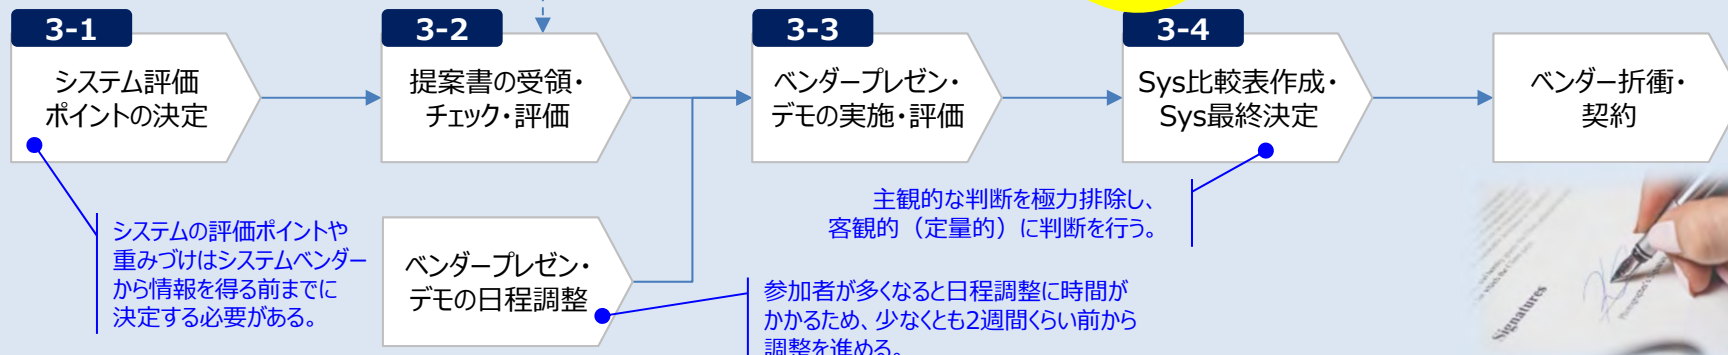 3-1
システム評価
ポイントの決定
3-2
提案書の受領・
チェック・評価
3-3
ベンダープレゼン・
デモの実施・評価
3-4
Sys比較表作成・
Sys最終決定
ベンダー折衝・
契約
システムの評価ポイントや
重みづけはシステムベンダー
から情報を得る前までに
決定する必要がある。
ベンダープレゼン・
デモの日程調整
主観的な判断を極力排除し、
客観的（定量的）に判断を行う。
参加者が多くなると日程調整に時間が
かかるため、少なくとも2週間くらい前から
調整を進める。
Signatures